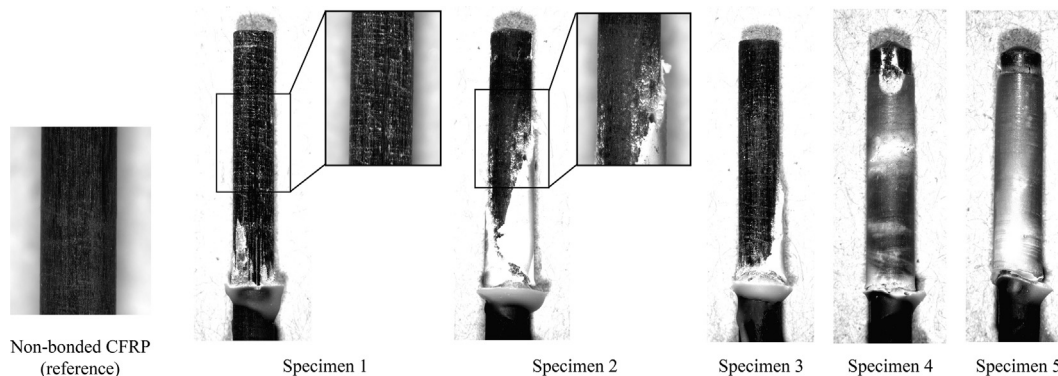 Non-bonded CFRP
(reference)
Specimen 1
Specimen 2
Specimen 3
Specimen 4
Specimen 5